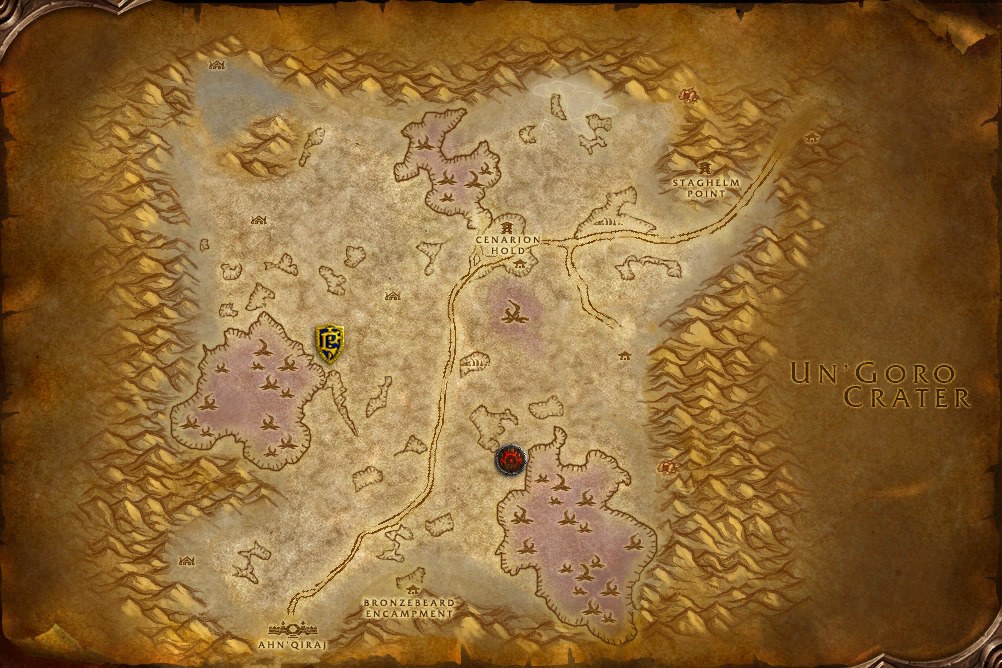 STAGHELM
POINT
CENARION
HOLD
UN'GORO
CRATER
BRONZEBEARD
ENCAMPMENT
AHN'QIRAJ